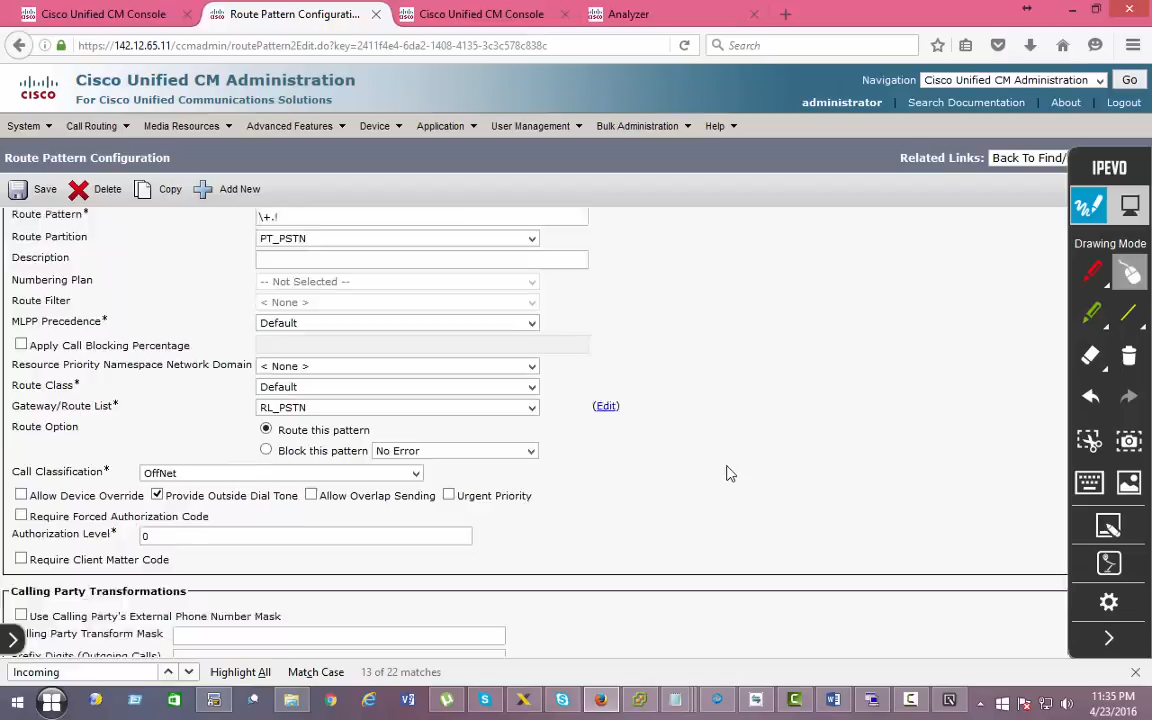 Cisco Unified CM Console
Route Pattern Configurati...
Cisco Unified CM Console
Analyzer
https://142.12.65.11/ccmadmin/routePattern2Edit.do?key=2411f4e4-6da2-1408-4135-3c3c578c838c
Search
CISCO
Cisco Unified CM Administration
For Cisco Unified Communications Solutions
Navigation Cisco Unified CM Administration Go
administrator Search Documentation About Logout
System Call Routing Media Resources Advanced Features Device Application User Management Bulk Administration Help
Route Pattern Configuration
Related Links: Back To Find/
Save Delete Copy Add New
Route Pattern* \+.!
Route Partition PT_PSTN
Description
Numbering Plan -- Not Selected --
Route Filter < None >
MLPP Precedence* Default
Apply Call Blocking Percentage
Resource Priority Namespace Network Domain < None >
Route Class* Default
Gateway/Route List* RL_PSTN (Edit)
Route Option Route this pattern
Block this pattern No Error
Call Classification* OffNet
Allow Device Override Provide Outside Dial Tone Allow Overlap Sending Urgent Priority
Require Forced Authorization Code
Authorization Level* 0
Require Client Matter Code
Calling Party Transformations
Use Calling Party's External Phone Number Mask
lling Party Transform Mask
Prefix Digits (Outgoing Calls)
Incoming Highlight All Match Case 13 of 22 matches
IPEVO
Drawing Mode
11:35 PM
4/23/2016